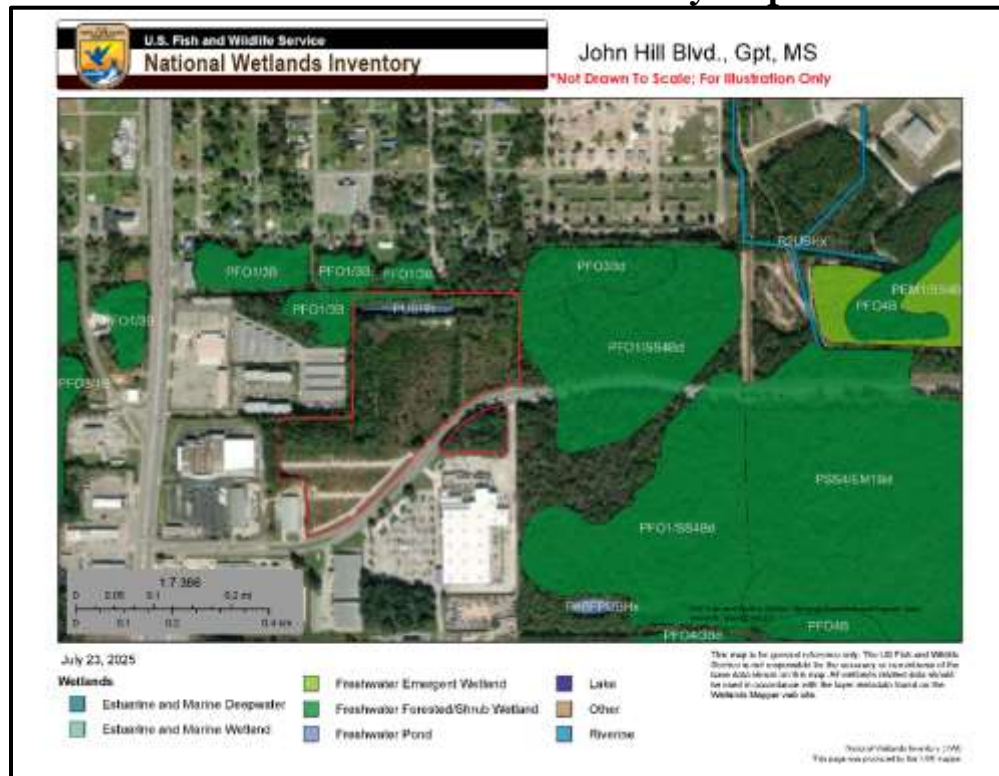 U.S. Fish and Wildlife Service
National Wetlands Inventory
John Hill Blvd., Gpt, MS
*Not Drawn To Scale; For Illustration Only
R2UBHx
PFO1/3B
PFO1/3B
PFO1/3B
PFO3/3d
PEM1/SS4B
PFO4B
PFO1/3B
PFO1/3B
PFO1/SS4Bd
PSS4/EM1Bd
PFO1/SS4Bd
PFO4B
PFO4/3Bd
1:7,366
0 0.05 0.1 0.2 mi
0 0.1 0.2 0.4 km
July 23, 2025
Wetlands
Estuarine and Marine Deepwater
Estuarine and Marine Wetland
Freshwater Emergent Wetland
Freshwater Forested/Shrub Wetland
Freshwater Pond
Lake
Other
Riverine
This map is for general reference only. The US Fish and Wildlife
Service is not responsible for the accuracy or currentness of the
base data shown on this map. All wetlands related data should
be used in accordance with the layer metadata found on the
Wetlands Mapper web site.
National Wetlands Inventory (NWI)
This page was produced by the NWI mapper